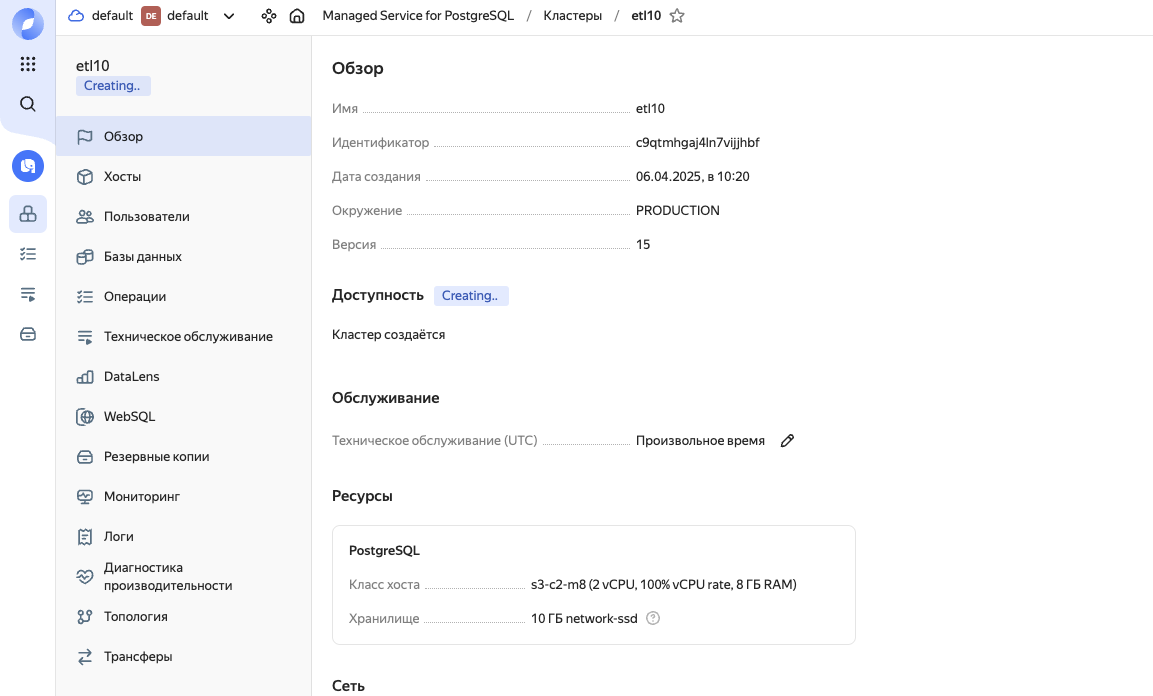 default DE default Managed Service for PostgreSQL / Кластеры / etl10
etl10
Creating..
Обзор
Хосты
Пользователи
Базы данных
Операции
Техническое обслуживание
DataLens
WebSQL
Резервные копии
Мониторинг
Логи
Диагностика
производительности
Топология
Трансферы
Обзор
Имя etl10
Идентификатор c9qtmhgaj4ln7vijjhbf
Дата создания 06.04.2025, в 10:20
Окружение PRODUCTION
Версия 15
Доступность Creating..
Кластер создаётся
Обслуживание
Техническое обслуживание (UTC) Произвольное время
Ресурсы
PostgreSQL
Класс хоста s3-c2-m8 (2 vCPU, 100% vCPU rate, 8 ГБ RAM)
Хранилище 10 ГБ network-ssd
Сеть